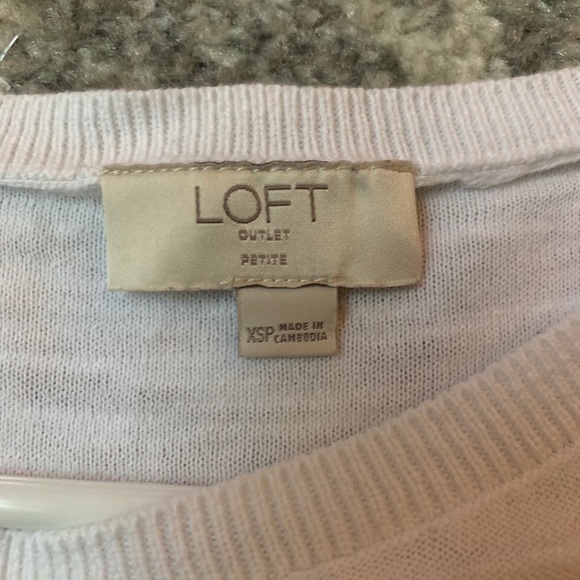 LOFT
OUTLET
PETITE
XSP MADE IN
CAMBODIA